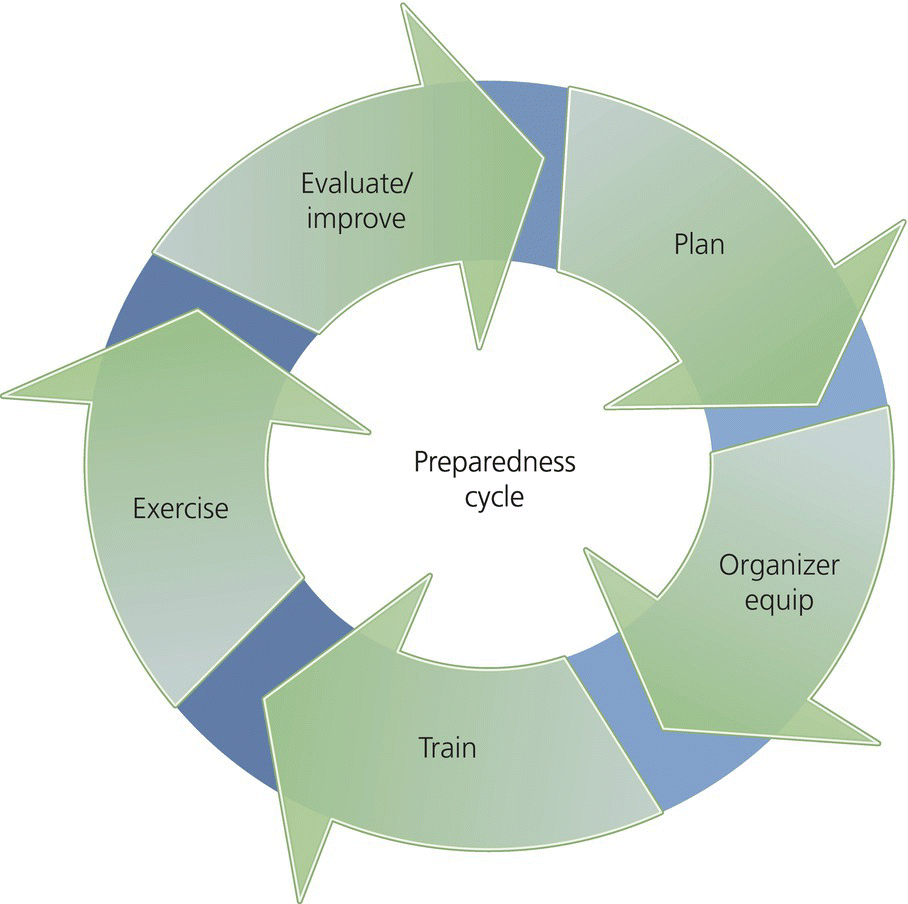 Evaluate/
improve
Plan
Preparedness
cycle
Exercise
Organizer
equip
Train